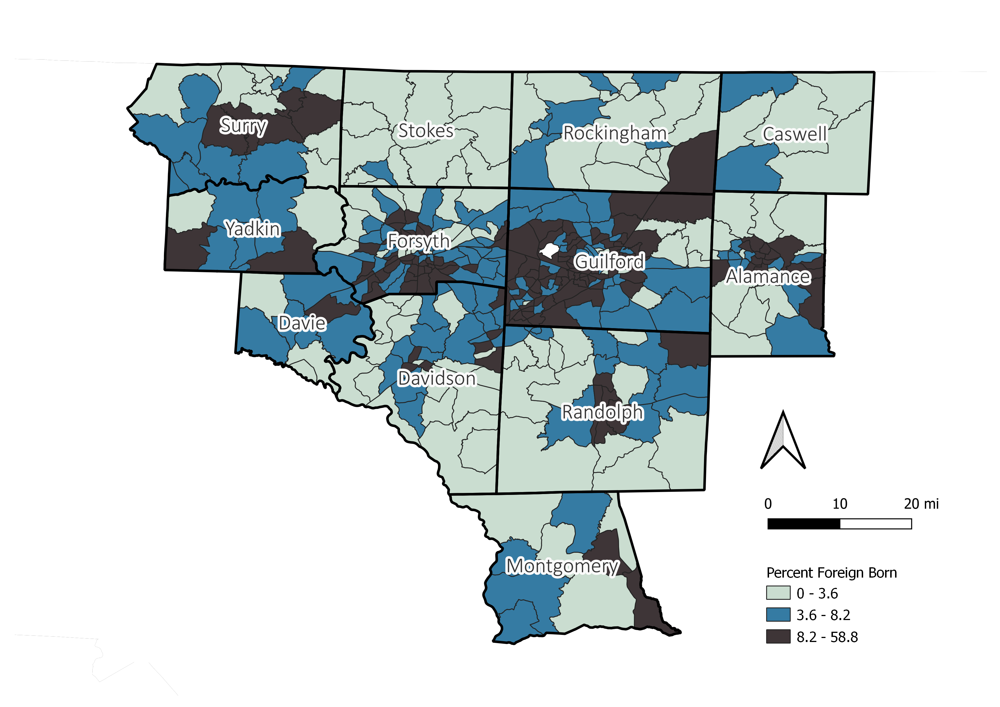 Surry
Stokes
Rockingham
Caswell
Yadkin
Forsyth
Guilford
Alamance
Davie
Davidson
Randolph
Montgomery
0 10 20 mi
Percent Foreign Born
0 - 3.6
3.6 - 8.2
8.2 - 58.8